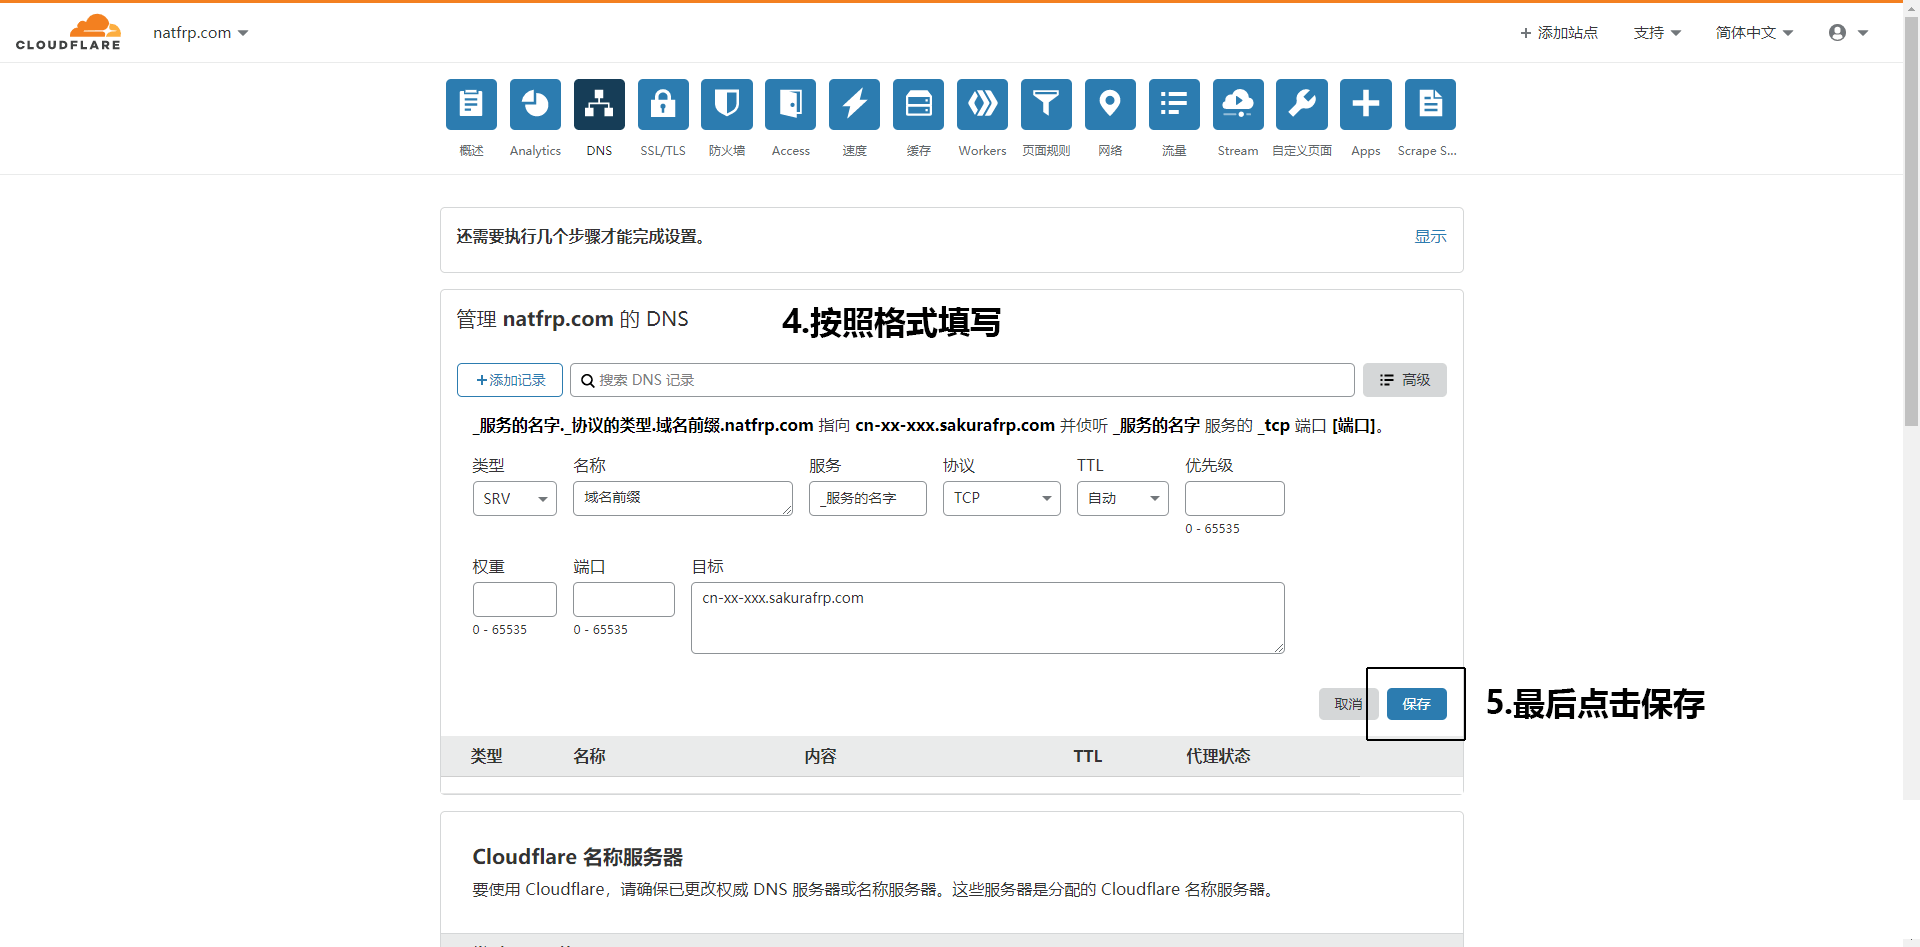 CLOUDFLARE natfrp.com + 添加站点 支持 简体中文
概述 Analytics DNS SSL/TLS 防火墙 Access 速度 缓存 Workers 页面规则 网络 流量 Stream 自定义页面 Apps Scrape S...
还需要执行几个步骤才能完成设置。 显示
管理 natfrp.com 的 DNS 4.按照格式填写
+添加记录 搜索 DNS 记录 高级
_服务的名字._协议的类型.域名前缀.natfrp.com 指向 cn-xx-xxx.sakurafrp.com 并侦听 _服务的名字 服务的 _tcp 端口 [端口]。
类型 名称 服务 协议 TTL 优先级
SRV 域名前缀 _服务的名字 TCP 自动
0 - 65535
权重 端口 目标
cn-xx-xxx.sakurafrp.com
0 - 65535 0 - 65535
取消 保存 5.最后点击保存
类型 名称 内容 TTL 代理状态
Cloudflare 名称服务器
要使用 Cloudflare，请确保已更改权威 DNS 服务器或名称服务器。这些服务器是分配的 Cloudflare 名称服务器。